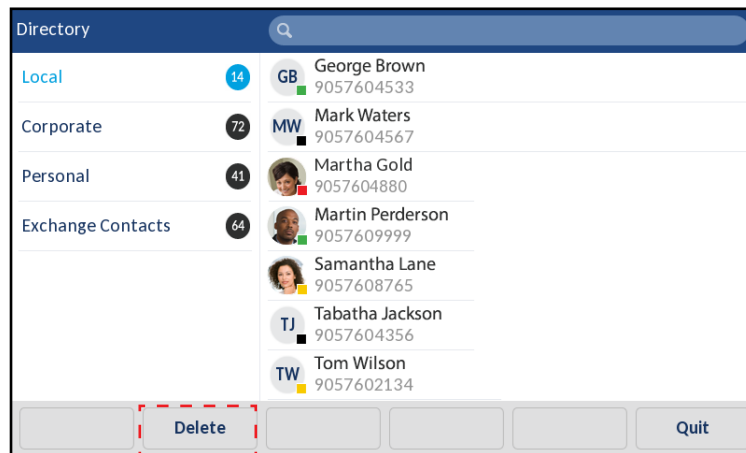 Directory
Local 14
Corporate 72
Personal 41
Exchange Contacts 64
GB George Brown
9057604533
MW Mark Waters
9057604567
Martha Gold
9057604880
Martin Perderson
9057609999
Samantha Lane
9057608765
TJ Tabatha Jackson
9057604356
TW Tom Wilson
9057602134
Delete
Quit